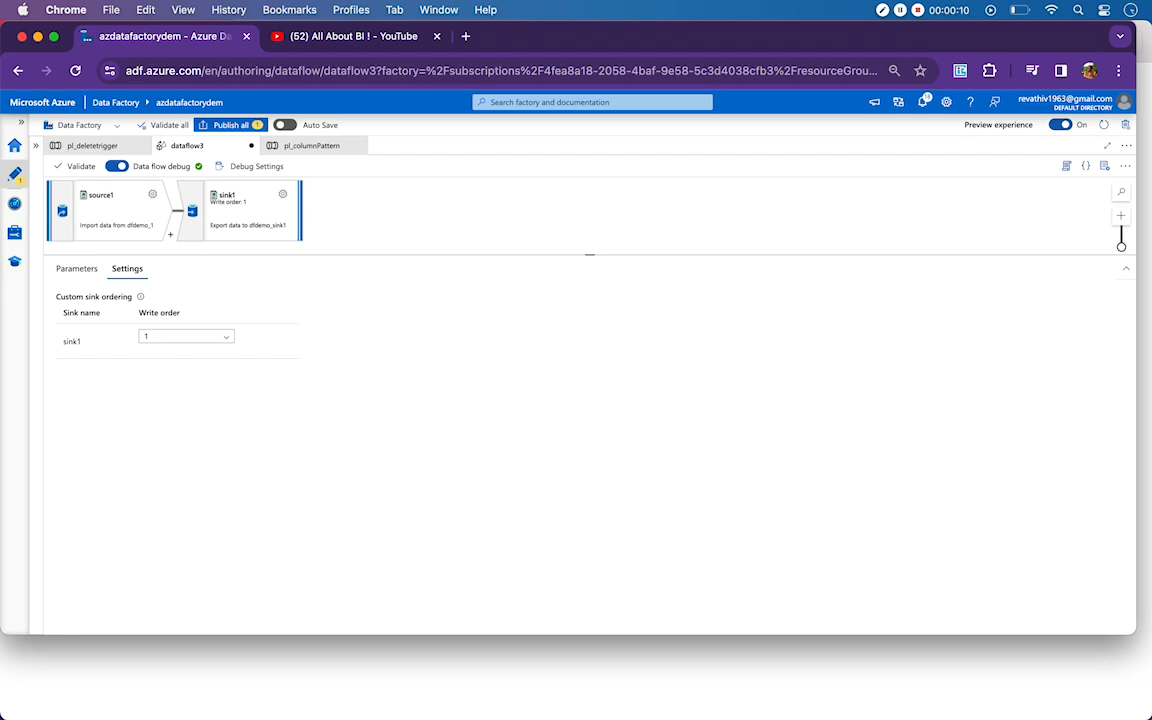 Chrome File Edit View History Bookmarks Profiles Tab Window Help 00:00:10
azdatafactorydem - Azure Da (52) All About BI ! - YouTube
adf.azure.com/en/authoring/dataflow/dataflow3?factory=%2Fsubscriptions%2F4fea8a18-2058-4baf-9e58-5c3d4038cfb3%2FresourceGrou...
Microsoft Azure Data Factory azdatafactorydem Search factory and documentation revathiv1963@gmail.com
DEFAULT DIRECTORY
Data Factory Validate all Publish all 1 Auto Save Preview experience On
pl_deletetrigger dataflow3 pl_columnPattern
Validate Data flow debug Debug Settings
source1 sink1
Write order: 1
Import data from dfdemo_1 Export data to dfdemo_sink1
Parameters Settings
Custom sink ordering
Sink name Write order
sink1 1